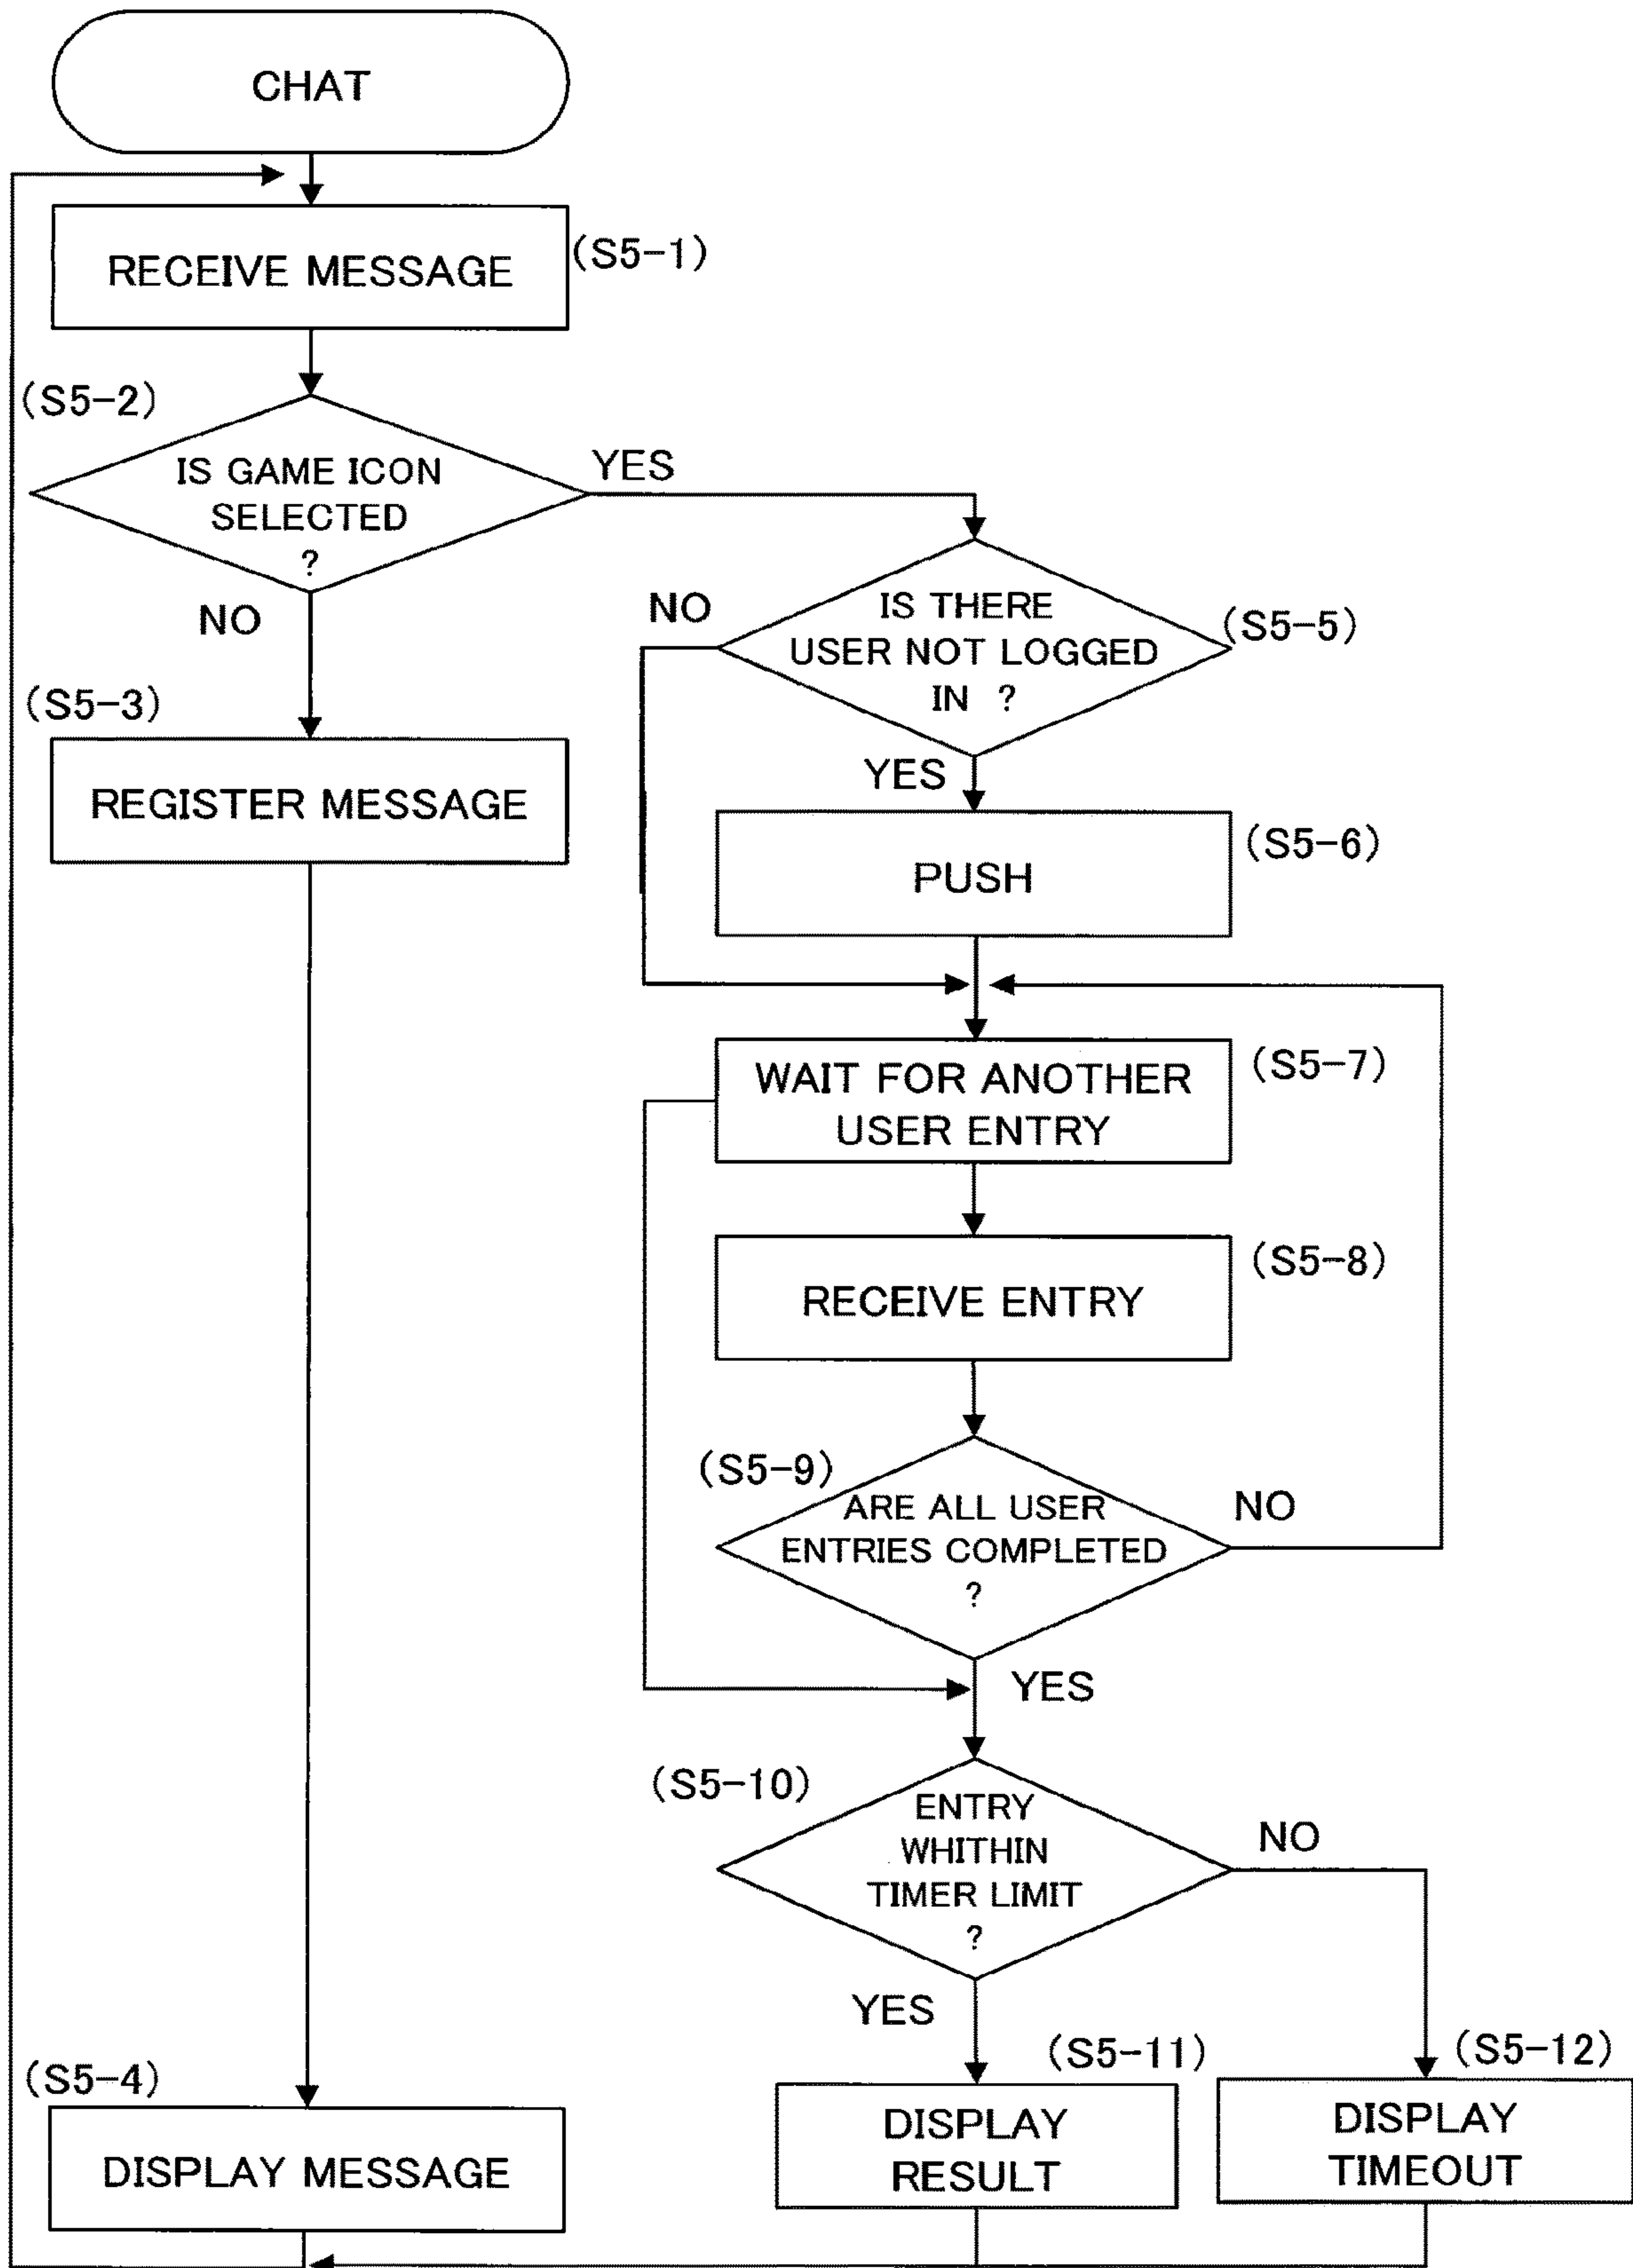 CHAT
RECEIVE MESSAGE
(S5-1)
(S5-2)
IS GAME ICON
SELECTED
?
YES
NO
(S5-3)
REGISTER MESSAGE
IS THERE
USER NOT LOGGED
IN ?
(S5-5)
NO
YES
PUSH
(S5-6)
WAIT FOR ANOTHER
USER ENTRY
(S5-7)
RECEIVE ENTRY
(S5-8)
(S5-9)
ARE ALL USER
ENTRIES COMPLETED
?
NO
YES
(S5-10)
ENTRY
WHITHIN
TIMER LIMIT
?
NO
YES
(S5-4)
DISPLAY MESSAGE
(S5-11)
DISPLAY
RESULT
(S5-12)
DISPLAY
TIMEOUT